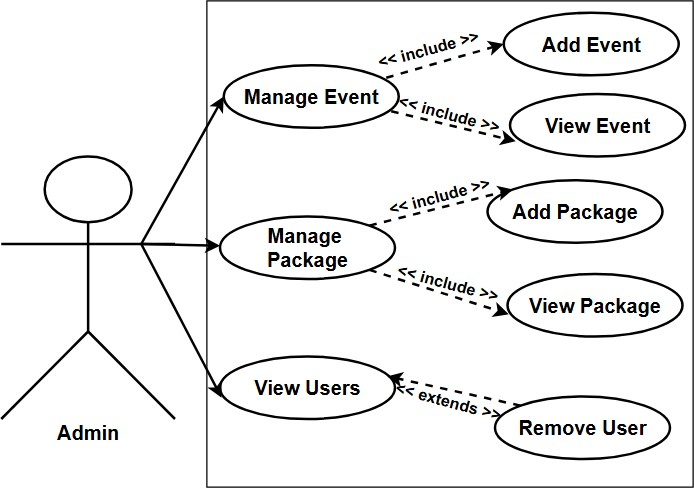 << include >>
Add Event
Manage Event
<< include >>
View Event
<< include >>
Add Package
Manage
Package
<< include >>
View Package
View Users
<< extends >>
Remove User
Admin